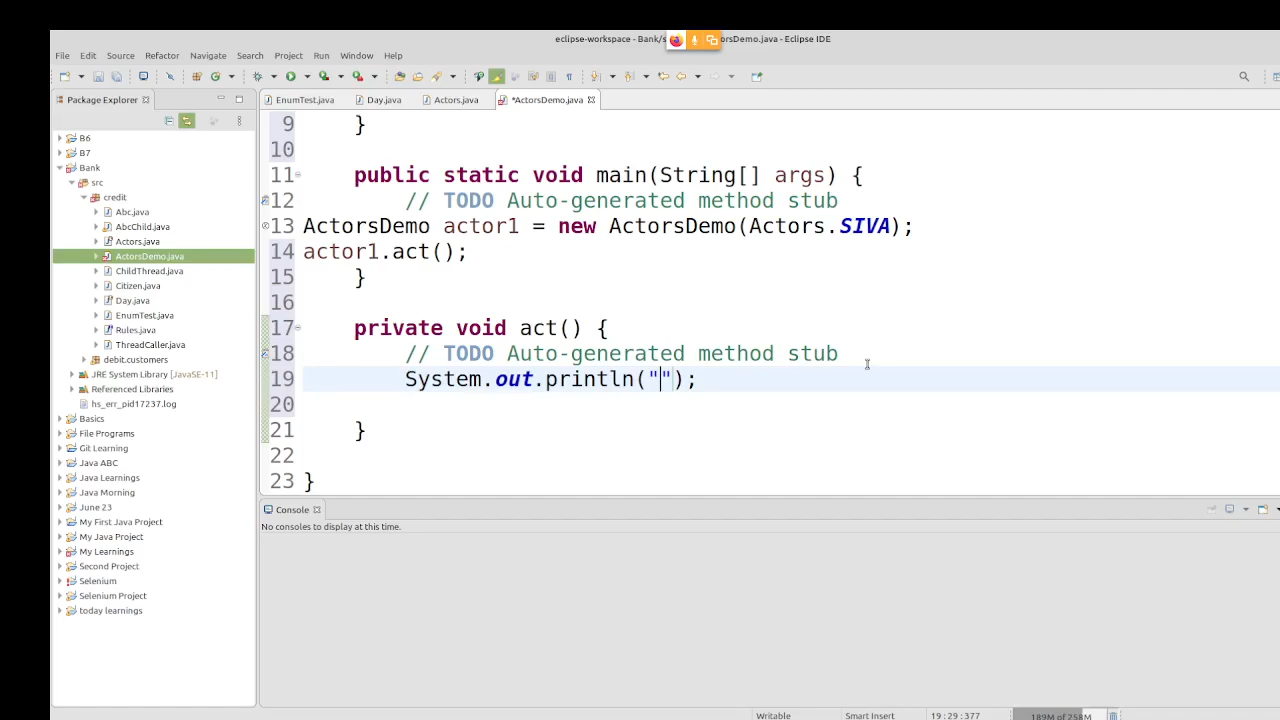 eclipse-workspace - Bank/s orsDemo.java - Eclipse IDE
File Edit Source Refactor Navigate Search Project Run Window Help
Package Explorer
EnumTest.java Day.java Actors.java *ActorsDemo.java
B6
B7
Bank
src
credit
Abc.java
AbcChild.java
Actors.java
ActorsDemo.java
ChildThread.java
Citizen.java
Day.java
EnumTest.java
Rules.java
ThreadCaller.java
debit.customers
JRE System Library [JavaSE-11]
Referenced Libraries
hs_err_pid17237.log
Basics
File Programs
Git Learning
Java ABC
Java Learnings
Java Morning
June 23
My First Java Project
My Java Project
My Learnings
Second Project
Selenium
Selenium Project
today learnings
9 }
10
11 public static void main(String[] args) {
12 // TODO Auto-generated method stub
13 ActorsDemo actor1 = new ActorsDemo(Actors.SIVA);
14 actor1.act();
15 }
16
17 private void act() {
18 // TODO Auto-generated method stub
19 System.out.println("");
20
21 }
22
23 }
Console
No consoles to display at this time.
Writable Smart Insert 19 : 29 : 377 189M of 258M